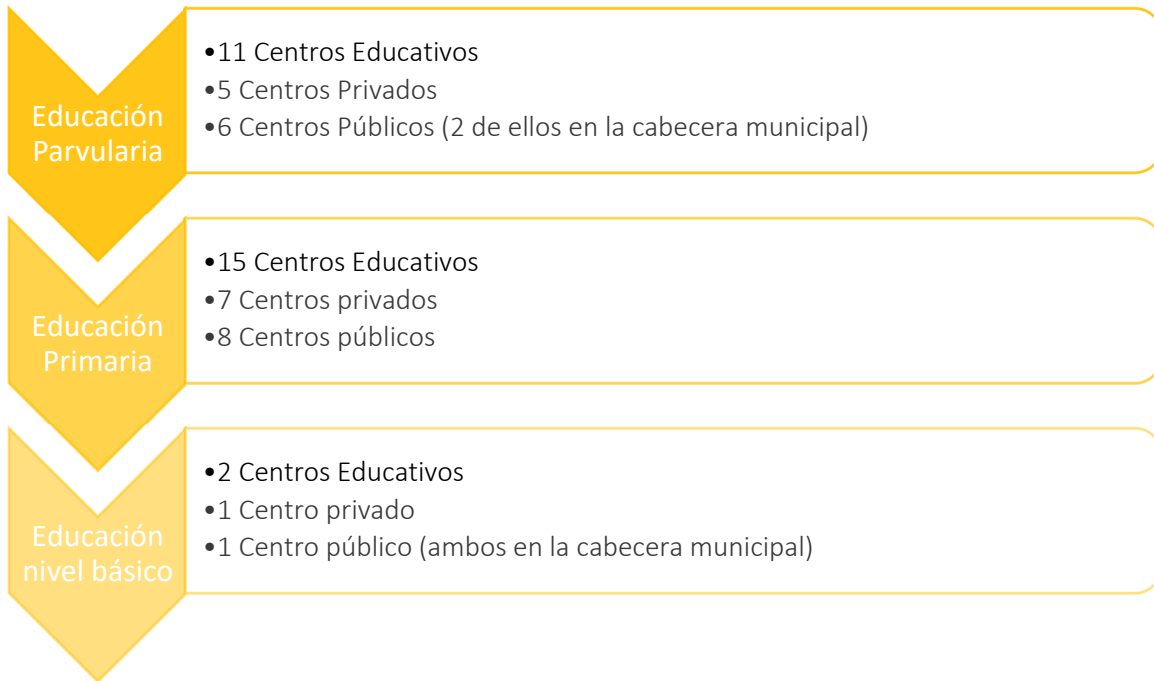 Educación
Parvularia
•11 Centros Educativos
•5 Centros Privados
•6 Centros Públicos (2 de ellos en la cabecera municipal)
Educación
Primaria
•15 Centros Educativos
•7 Centros privados
•8 Centros públicos
Educación
nivel básico
•2 Centros Educativos
•1 Centro privado
•1 Centro público (ambos en la cabecera municipal)